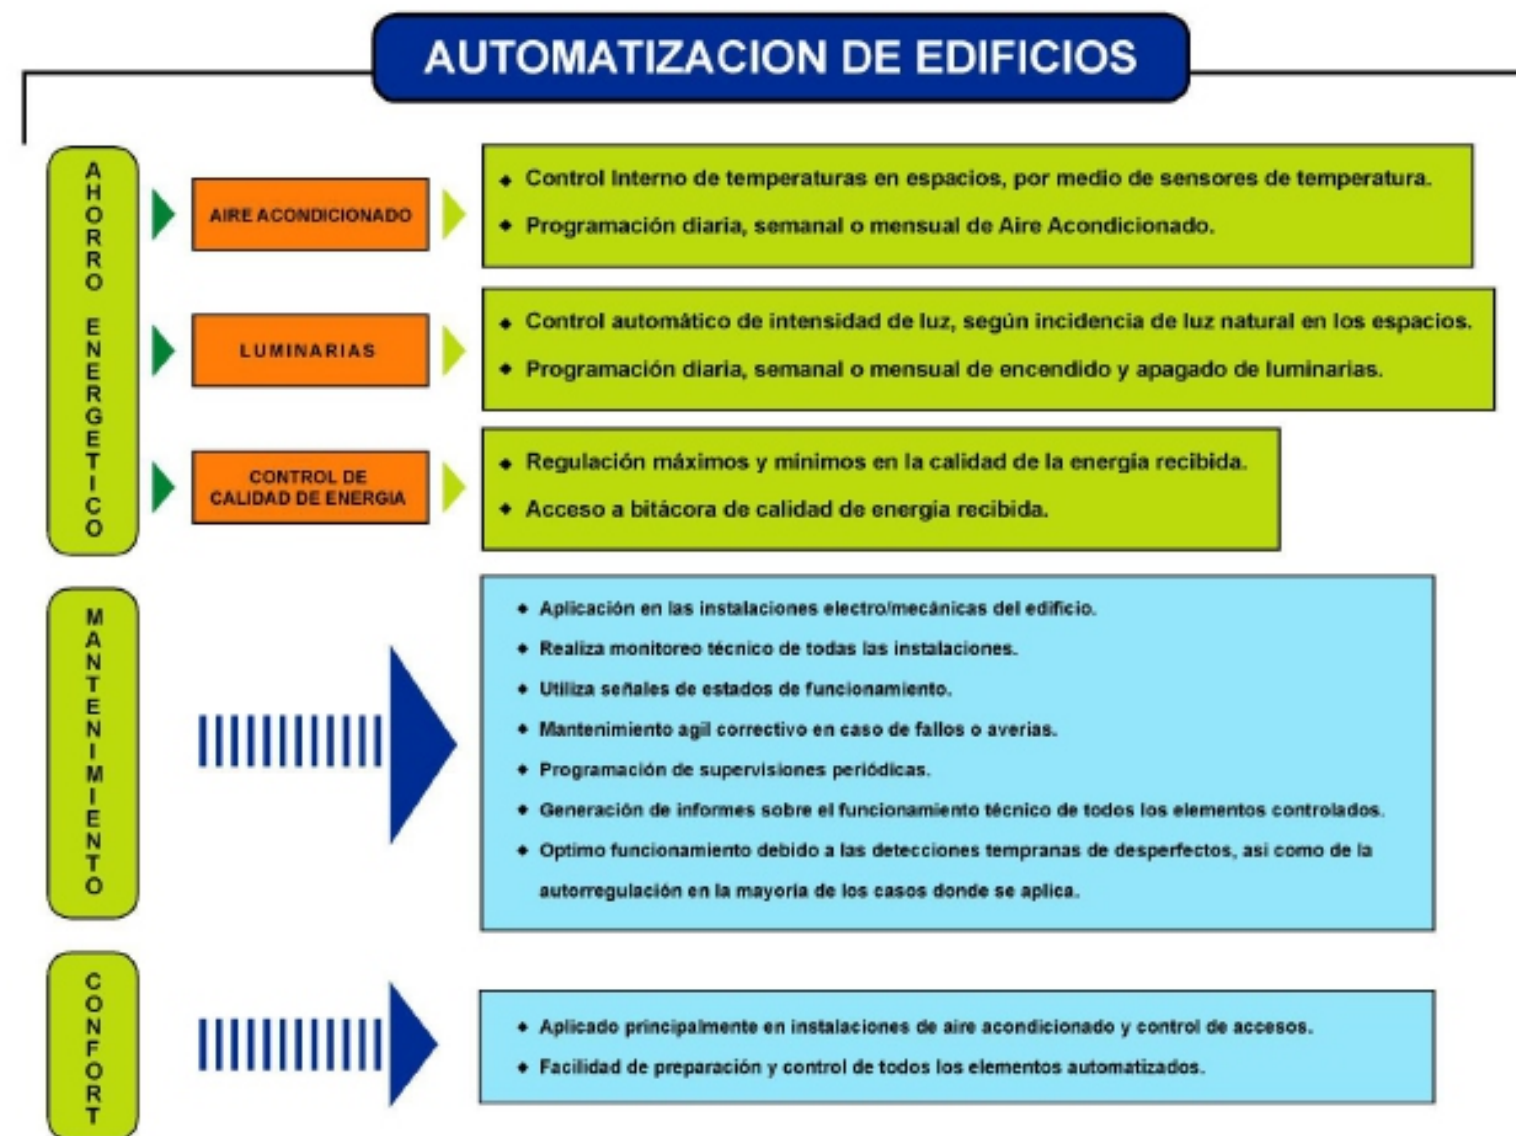 AUTOMATIZACION DE EDIFICIOS
AHORRO ENERGETICO
AIRE ACONDICIONADO
◆ Control Interno de temperaturas en espacios, por medio de sensores de temperatura.
◆ Programación diaria, semanal o mensual de Aire Acondicionado.
LUMINARIAS
◆ Control automático de intensidad de luz, según incidencia de luz natural en los espacios.
◆ Programación diaria, semanal o mensual de encendido y apagado de luminarias.
CONTROL DE
CALIDAD DE ENERGIA
◆ Regulación máximos y minimos en la calidad de la energia recibida.
◆ Acceso a bitácora de calidad de energia recibida.
MANTENIMIENTO
◆ Aplicación en las instalaciones electro/mecánicas del edificio.
◆ Realiza monitoreo técnico de todas las instalaciones.
◆ Utiliza señales de estados de funcionamiento.
◆ Mantenimiento agil correctivo en caso de fallos o averias.
◆ Programación de supervisiones periódicas.
◆ Generación de informes sobre el funcionamiento técnico de todos los elementos controlados.
◆ Optimo funcionamiento debido a las detecciones tempranas de desperfectos, asi como de la
autorregulación en la mayoria de los casos donde se aplica.
CONFORT
◆ Aplicado principalmente en instalaciones de aire acondicionado y control de accesos.
◆ Facilidad de preparación y control de todos los elementos automatizados.